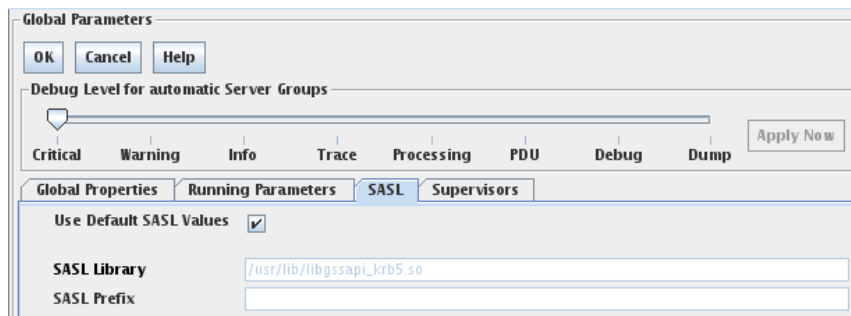 Global Parameters
OK Cancel Help
Debug Level for automatic Server Groups
Critical Warning Info Trace Processing PDU Debug Dump
Apply Now
Global Properties Running Parameters SASL Supervisors
Use Default SASL Values
SASL Library /usr/lib/libgssapi_krb5.so
SASL Prefix